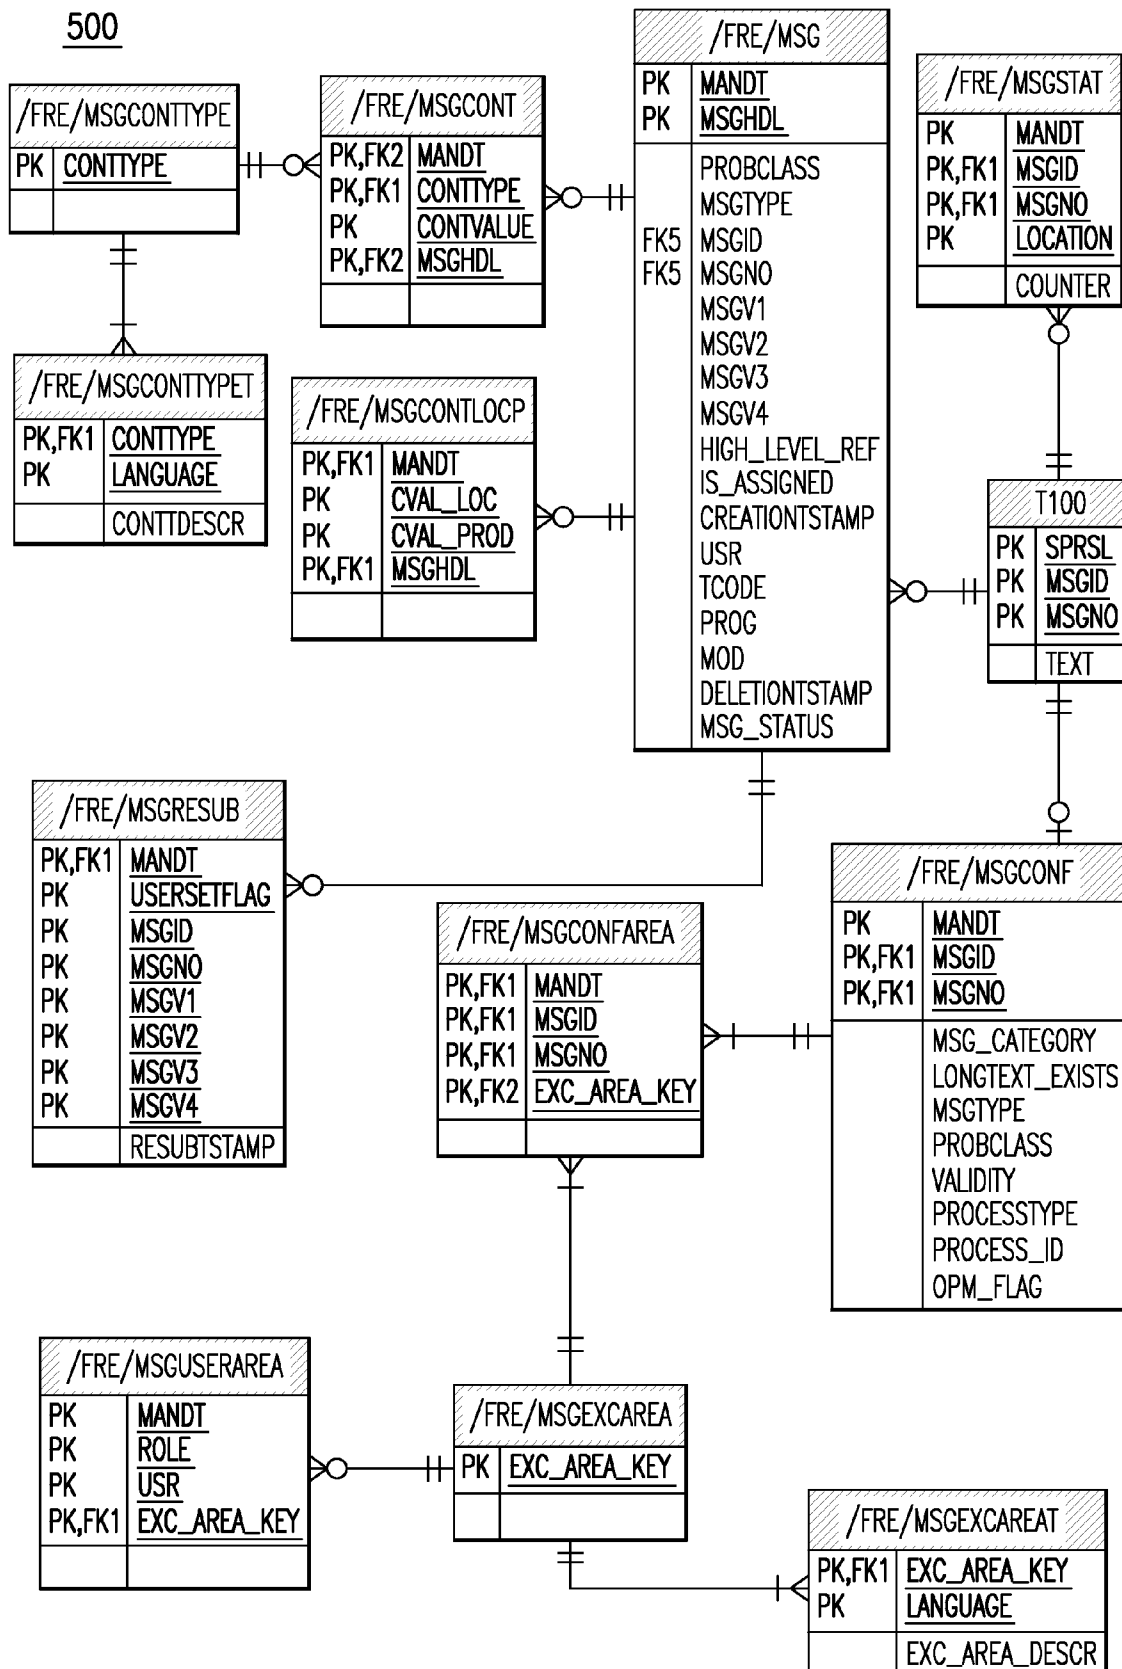 500
/FRE/MSGCONTTYPE
PK CONTTYPE
/FRE/MSGCONT
PK,FK2 MANDT
PK,FK1 CONTTYPE
PK CONTVALUE
PK,FK2 MSGHDL
/FRE/MSG
PK MANDT
PK MSGHDL
PROBCLASS
MSGTYPE
FK5 MSGID
FK5 MSGNO
MSGV1
MSGV2
MSGV3
MSGV4
HIGH_LEVEL_REF
IS_ASSIGNED
CREATIONTSTAMP
USR
TCODE
PROG
MOD
DELETIONTSTAMP
MSG_STATUS
/FRE/MSGSTAT
PK MANDT
PK,FK1 MSGID
PK,FK1 MSGNO
PK LOCATION
COUNTER
/FRE/MSGCONTTYPET
PK,FK1 CONTTYPE
PK LANGUAGE
CONTTDESCR
/FRE/MSGCONTLOCP
PK,FK1 MANDT
PK CVAL_LOC
PK CVAL_PROD
PK,FK1 MSGHDL
T100
PK SPRSL
PK MSGID
PK MSGNO
TEXT
/FRE/MSGRESUB
PK,FK1 MANDT
PK USERSETFLAG
PK MSGID
PK MSGNO
PK MSGV1
PK MSGV2
PK MSGV3
PK MSGV4
RESUBTSTAMP
/FRE/MSGCONFAREA
PK,FK1 MANDT
PK,FK1 MSGID
PK,FK1 MSGNO
PK,FK2 EXC_AREA_KEY
/FRE/MSGCONF
PK MANDT
PK,FK1 MSGID
PK,FK1 MSGNO
MSG_CATEGORY
LONGTEXT_EXISTS
MSGTYPE
PROBCLASS
VALIDITY
PROCESSTYPE
PROCESS_ID
OPM_FLAG
/FRE/MSGUSERAREA
PK MANDT
PK ROLE
PK USR
PK,FK1 EXC_AREA_KEY
/FRE/MSGEXCAREA
PK EXC_AREA_KEY
/FRE/MSGEXCAREAT
PK,FK1 EXC_AREA_KEY
PK LANGUAGE
EXC_AREA_DESCR